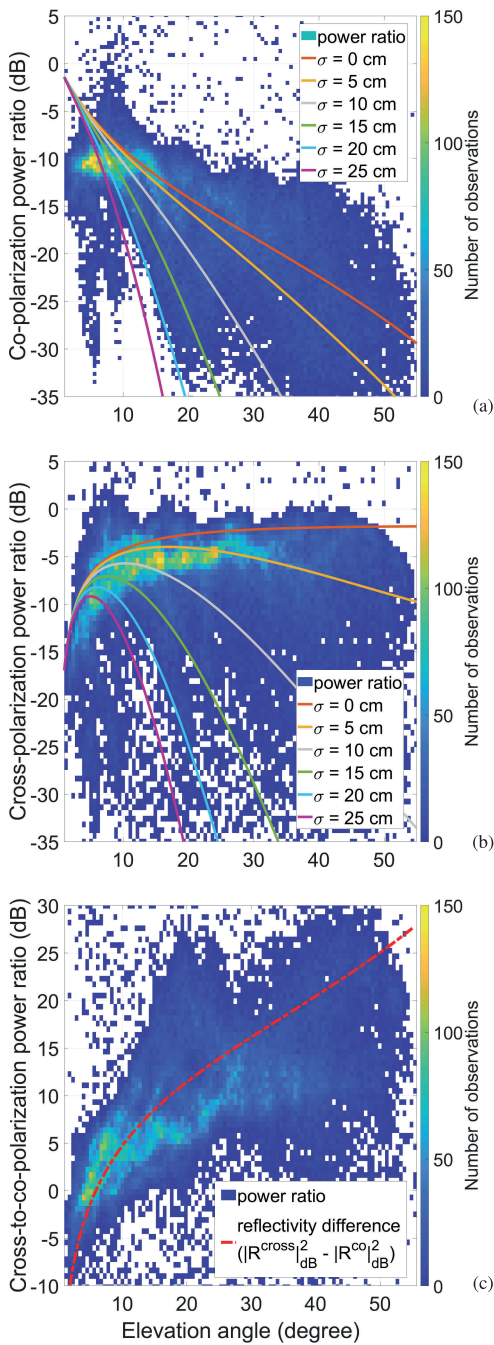 5
0
-5
-10
-15
-20
-25
-30
-35
Co-polarization power ratio (dB)
power ratio
σ = 0 cm
σ = 5 cm
σ = 10 cm
σ = 15 cm
σ = 20 cm
σ = 25 cm
10 20 30 40 50
150
100
50
0
Number of observations
(a)
5
0
-5
-10
-15
-20
-25
-30
-35
Cross-polarization power ratio (dB)
power ratio
σ = 0 cm
σ = 5 cm
σ = 10 cm
σ = 15 cm
σ = 20 cm
σ = 25 cm
10 20 30 40 50
150
100
50
0
Number of observations
(b)
30
25
20
15
10
5
0
-5
-10
Cross-to-co-polarization power ratio (dB)
power ratio
reflectivity difference
(|R^cross|²_dB - |R^co|²_dB)
10 20 30 40 50
Elevation angle (degree)
150
100
50
0
Number of observations
(c)